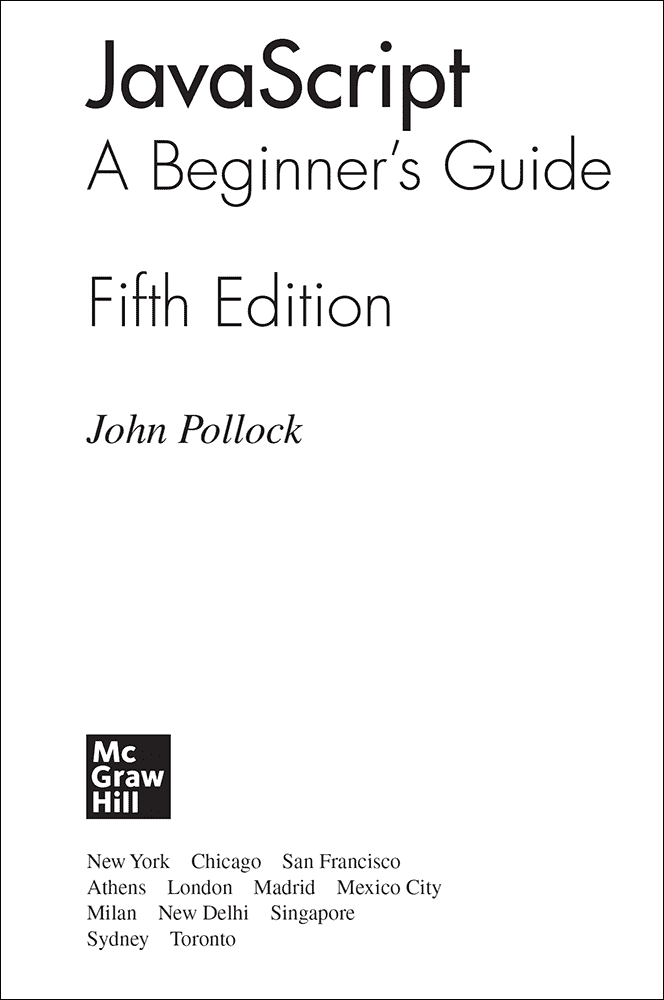 JavaScript
A Beginner's Guide
Fifth Edition
John Pollock
Mc
Graw
Hill
New York Chicago San Francisco
Athens London Madrid Mexico City
Milan New Delhi Singapore
Sydney Toronto